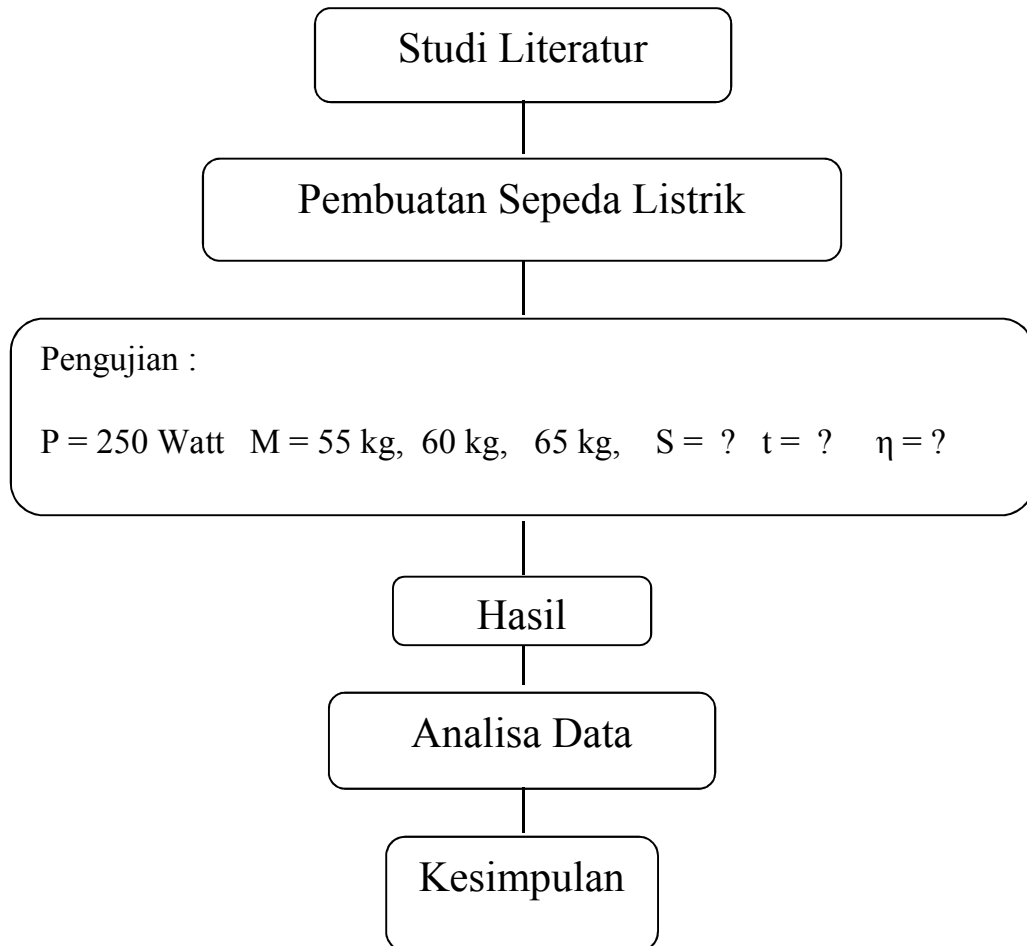 Studi Literatur
Pembuatan Sepeda Listrik
Pengujian :
P = 250 Watt M = 55 kg, 60 kg, 65 kg, S = ? t = ? η = ?
Hasil
Analisa Data
Kesimpulan